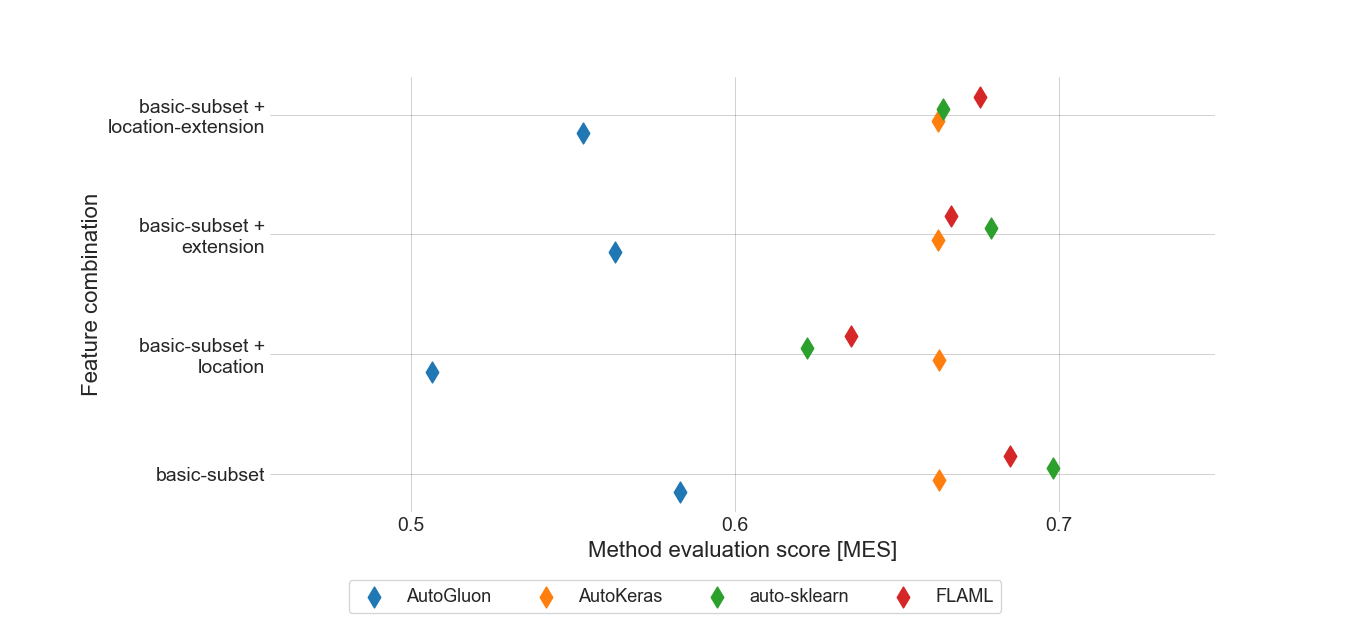 basic-subset +
location-extension
basic-subset +
extension
basic-subset +
location
basic-subset
Feature combination
0.5
0.6
0.7
Method evaluation score [MES]
AutoGluon
AutoKeras
auto-sklearn
FLAML